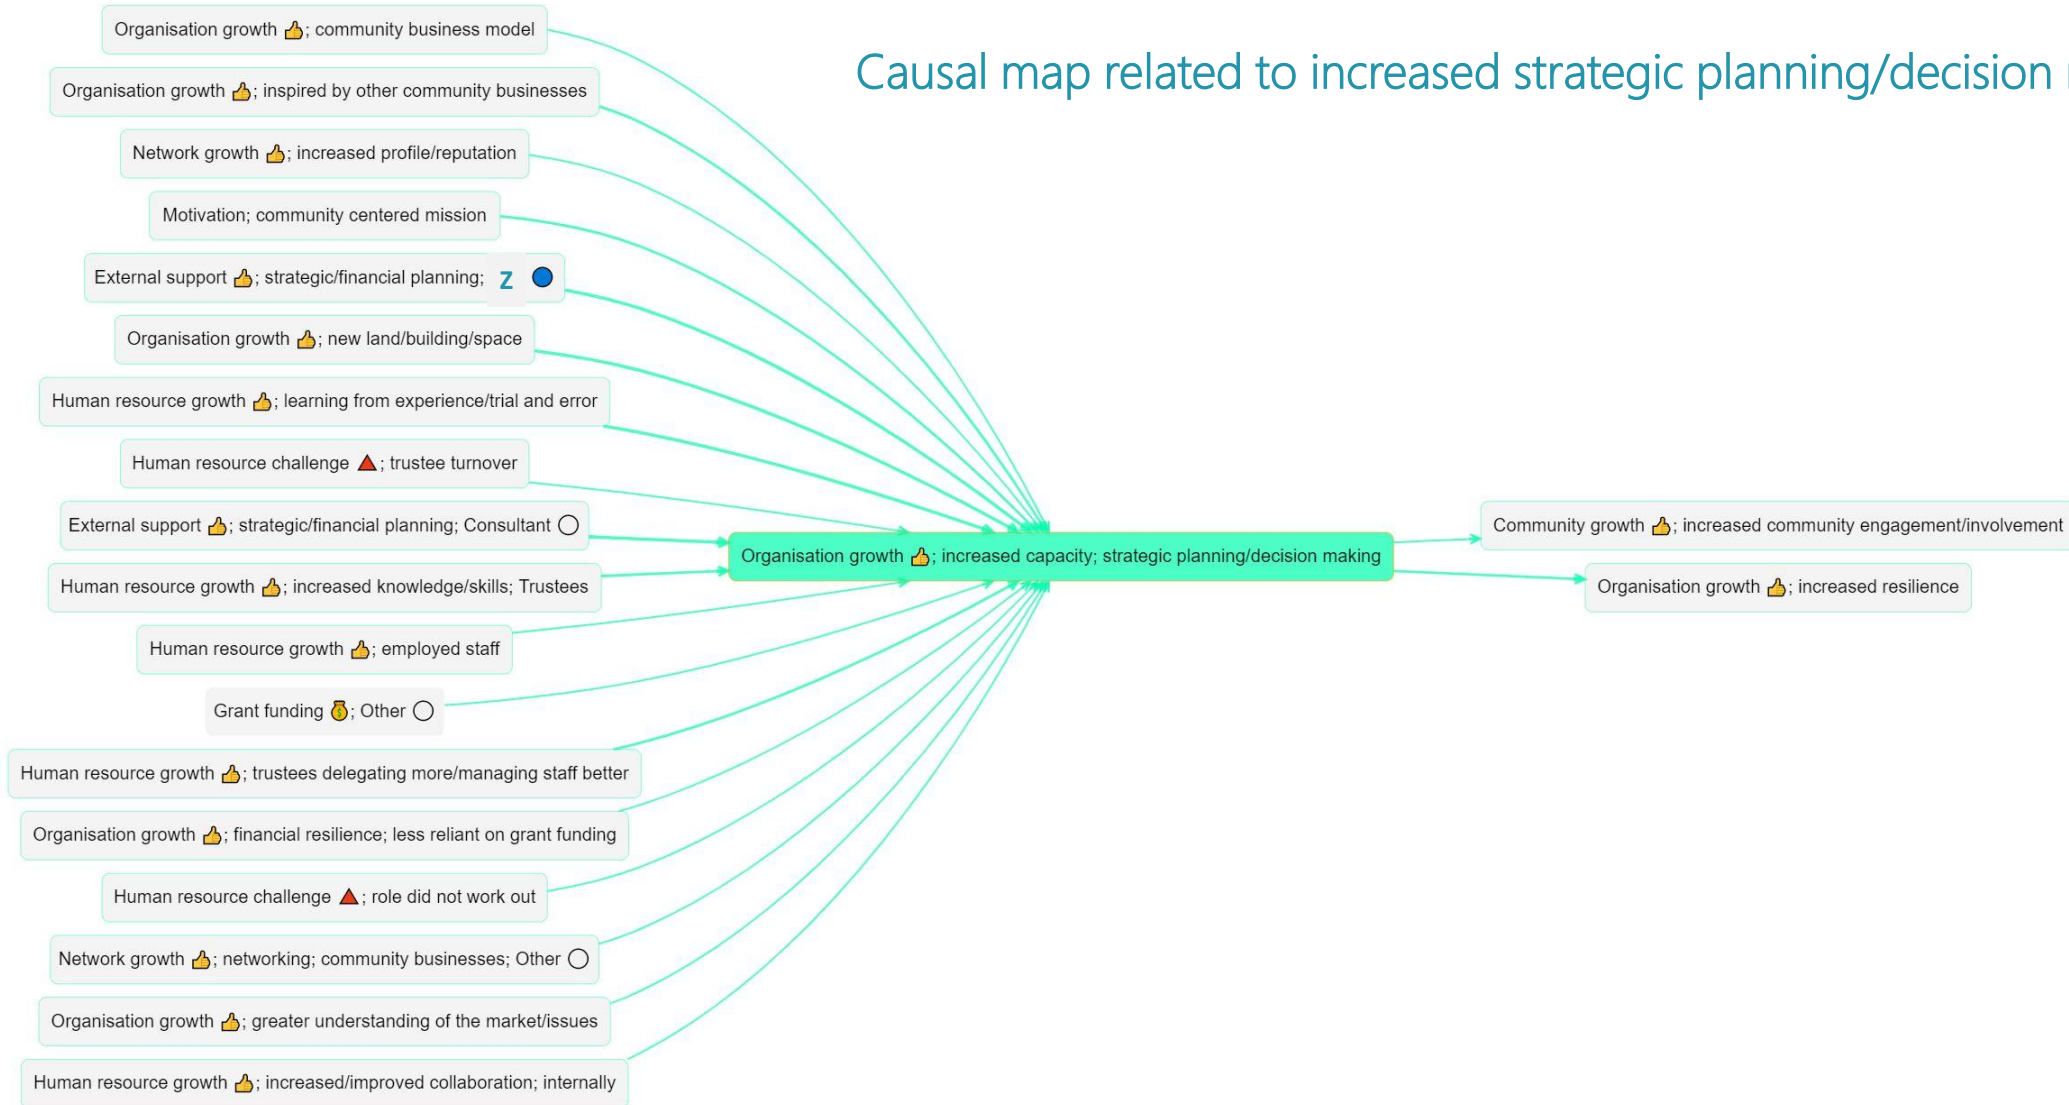 Causal map related to increased strategic planning/decision
Organisation growth 👍; community business model
Organisation growth 👍; inspired by other community businesses
Network growth 👍; increased profile/reputation
Motivation; community centered mission
External support 👍; strategic/financial planning; Z 🔵
Organisation growth 👍; new land/building/space
Human resource growth 👍; learning from experience/trial and error
Human resource challenge 🔺; trustee turnover
External support 👍; strategic/financial planning; Consultant ◯
Human resource growth 👍; increased knowledge/skills; Trustees
Human resource growth 👍; employed staff
Grant funding 💰; Other ◯
Human resource growth 👍; trustees delegating more/managing staff better
Organisation growth 👍; financial resilience; less reliant on grant funding
Human resource challenge 🔺; role did not work out
Network growth 👍; networking; community businesses; Other ◯
Organisation growth 👍; greater understanding of the market/issues
Human resource growth 👍; increased/improved collaboration; internally
Organisation growth 👍; increased capacity; strategic planning/decision making
Community growth 👍; increased community engagement/involvement
Organisation growth 👍; increased resilience